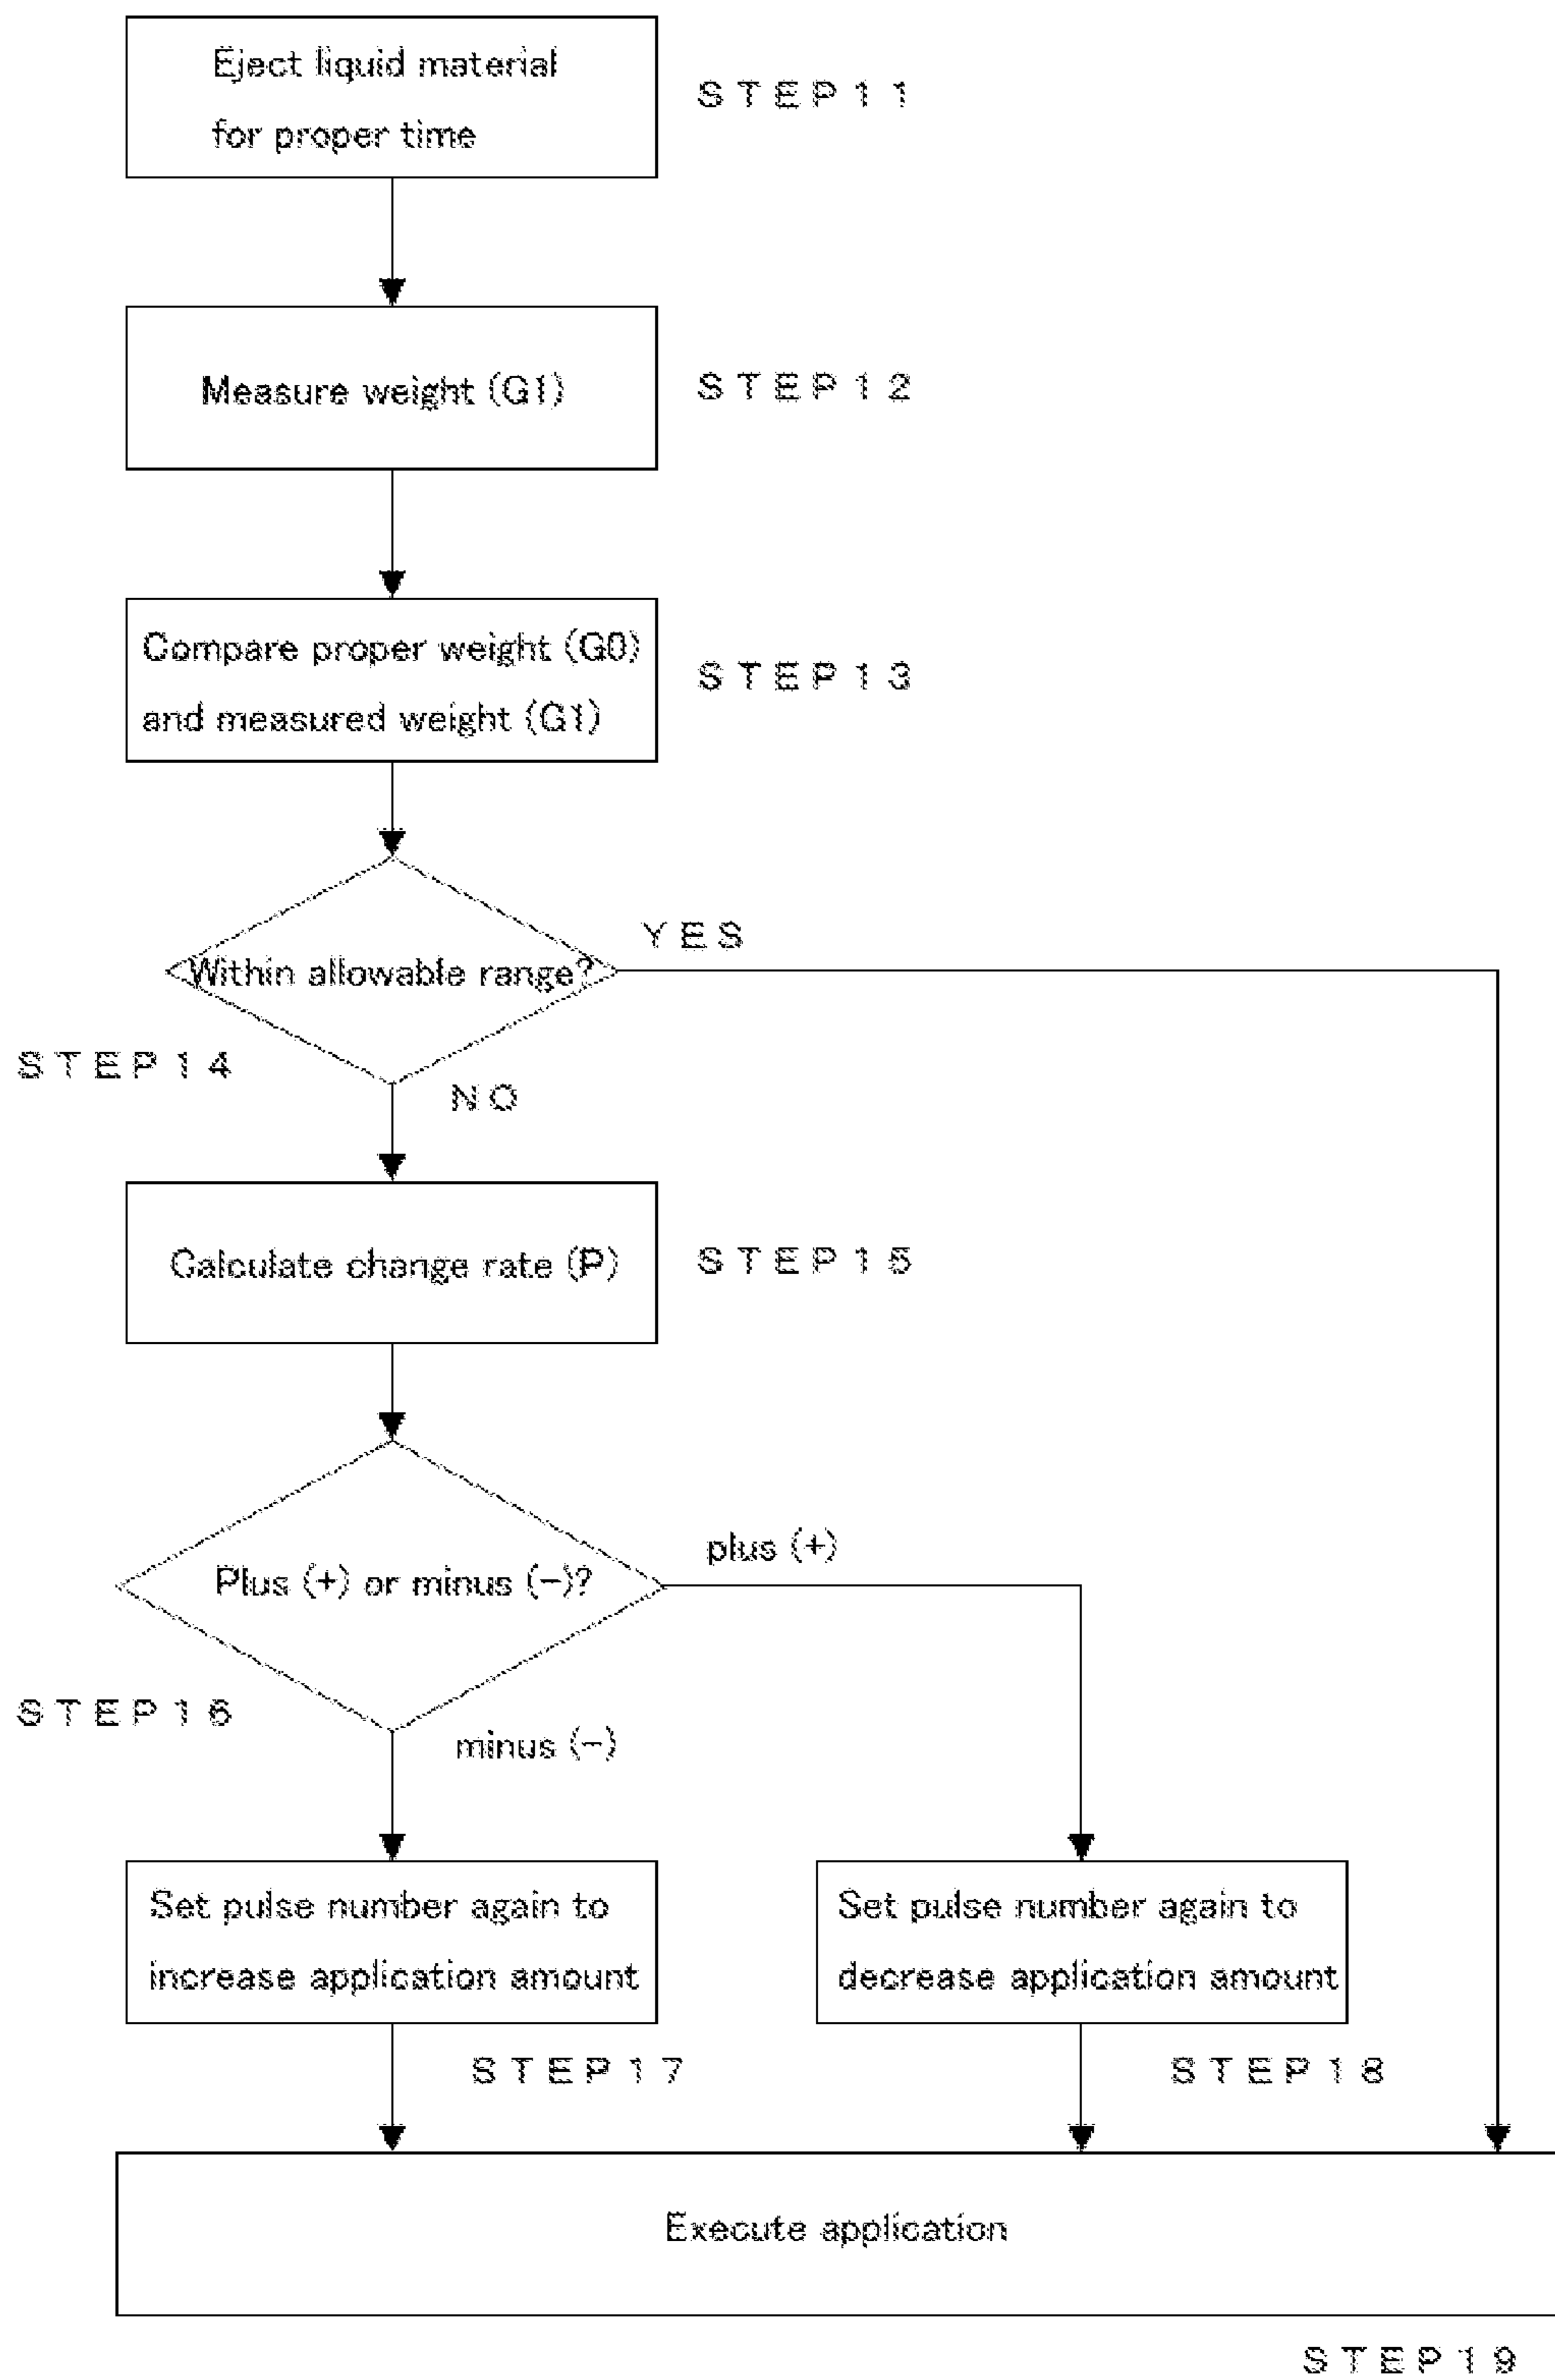 Eject liquid material
for proper time
STEP11
Measure weight (G1)
STEP12
Compare proper weight (G0)
and measured weight (G1)
STEP13
Within allowable range?
YES
STEP14
NO
Calculate change rate (P)
STEP15
Plus (+) or minus (−)?
plus (+)
STEP16
minus (−)
Set pulse number again to
increase application amount
Set pulse number again to
decrease application amount
STEP17
STEP18
Execute application
STEP19